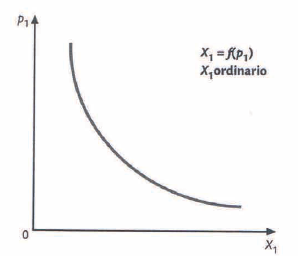 p₁
X₁ = f(p₁)
X₁ ordinario
0
X₁